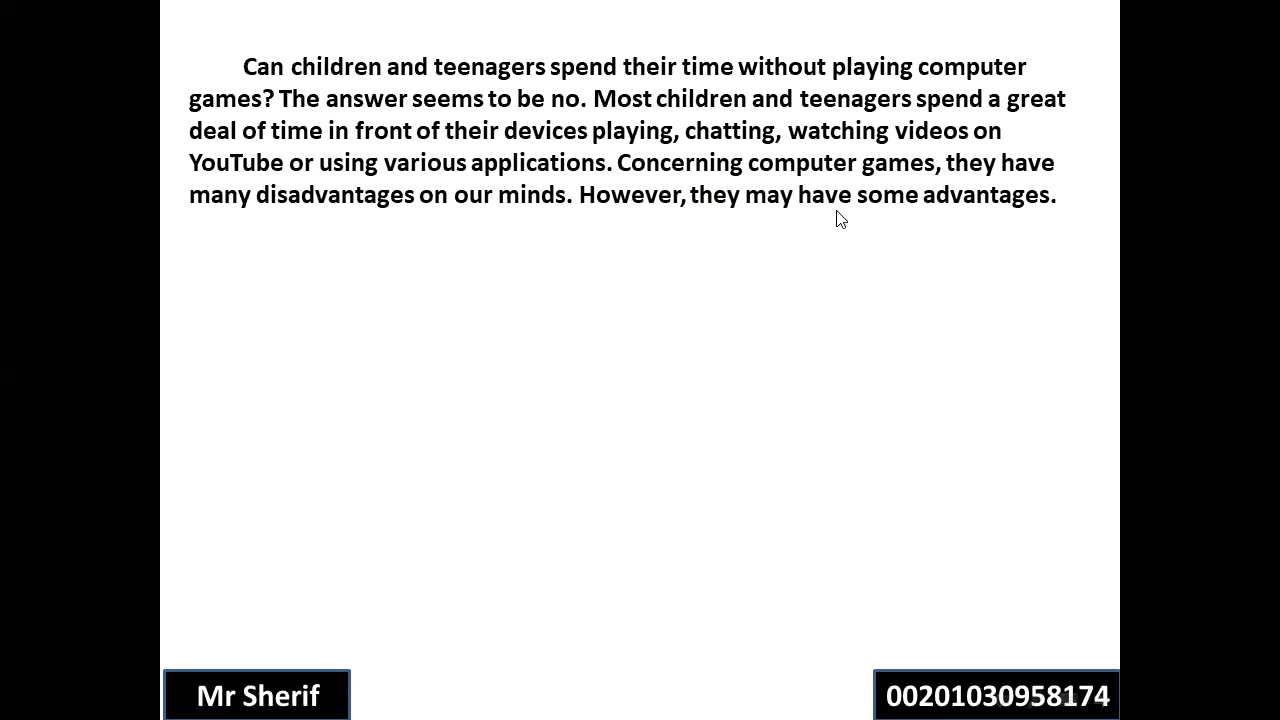 Can children and teenagers spend their time without playing computer
games? The answer seems to be no. Most children and teenagers spend a great
deal of time in front of their devices playing, chatting, watching videos on
YouTube or using various applications. Concerning computer games, they have
many disadvantages on our minds. However, they may have some advantages.
Mr Sherif
00201030958174